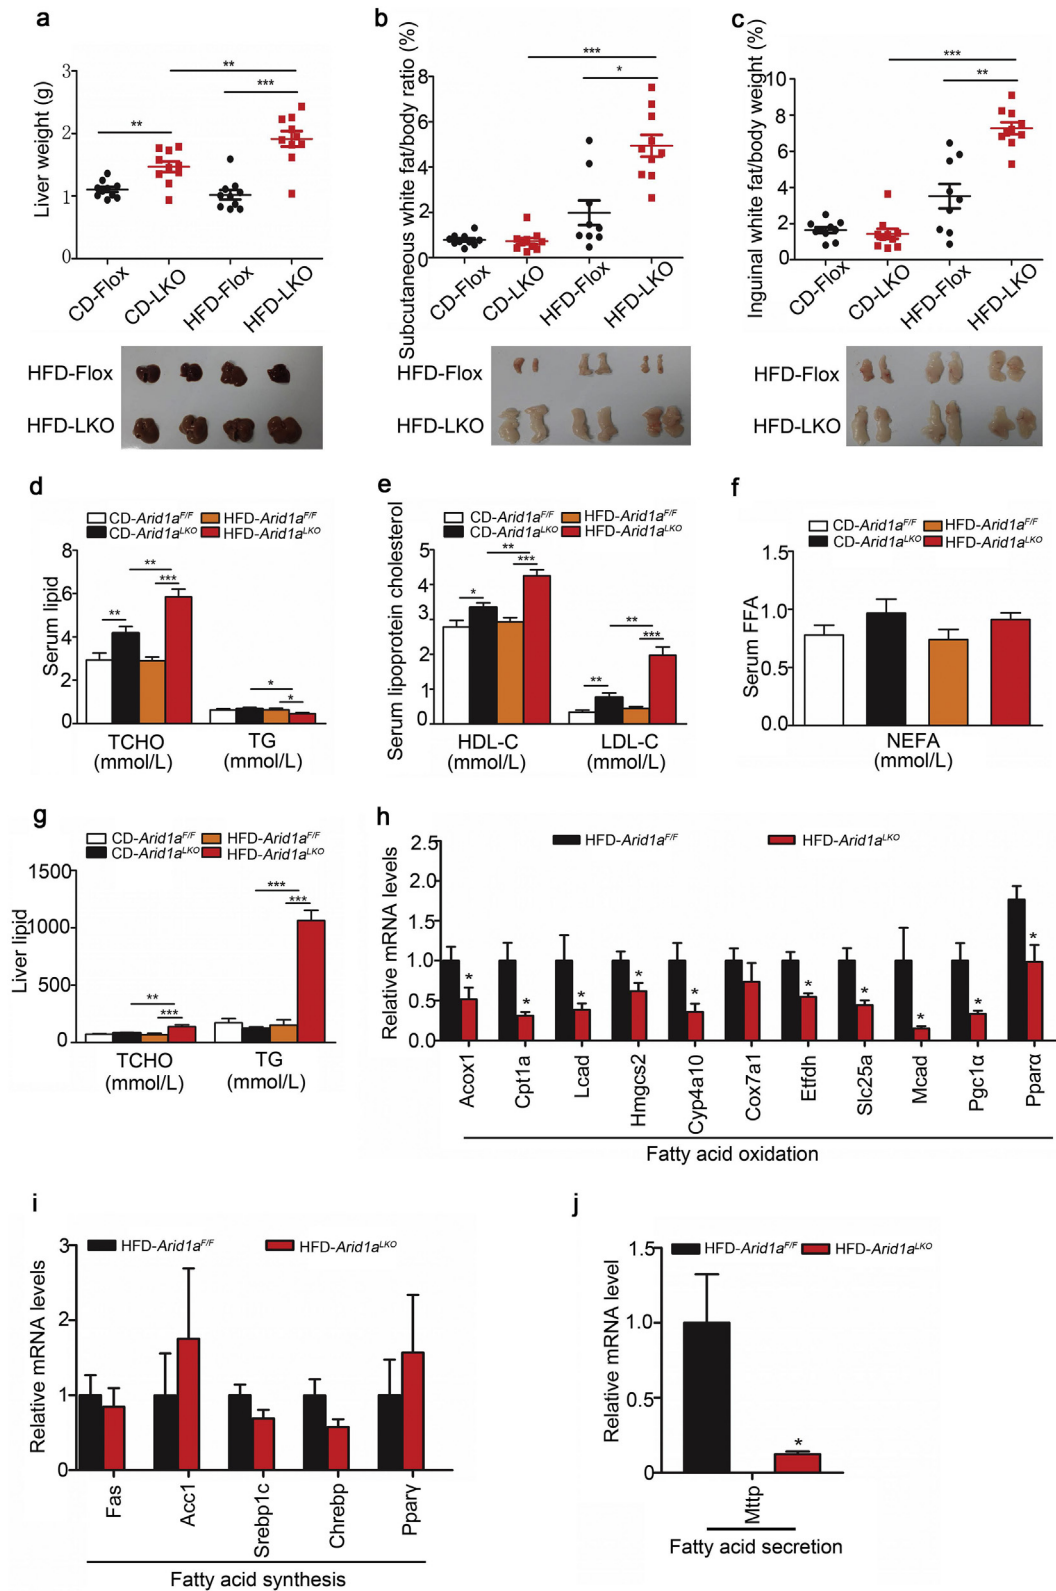 a
Liver weight (g)
3
2
1
0
**
**
***
CD-Flox
CD-LKO
HFD-Flox
HFD-LKO
HFD-Flox
HFD-LKO
b
Subcutaneous white fat/body ratio (%)
8
6
4
2
0
***
*
CD-Flox
CD-LKO
HFD-Flox
HFD-LKO
HFD-Flox
HFD-LKO
c
Inguinal white fat/body weight (%)
10
8
6
4
2
0
***
**
CD-Flox
CD-LKO
HFD-Flox
HFD-LKO
HFD-Flox
HFD-LKO
d
CD-Arid1aF/F HFD-Arid1aF/F
CD-Arid1aLKO HFD-Arid1aLKO
Serum lipid
8
6
4
2
0
**
**
***
*
*
TCHO TG
(mmol/L) (mmol/L)
e
CD-Arid1aF/F HFD-Arid1aF/F
CD-Arid1aLKO HFD-Arid1aLKO
Serum lipoprotein cholesterol
5
4
3
2
1
0
**
***
*
**
***
**
HDL-C LDL-C
(mmol/L) (mmol/L)
f
CD-Arid1aF/F HFD-Arid1aF/F
CD-Arid1aLKO HFD-Arid1aLKO
Serum FFA
1.5
1.0
0.5
0.0
NEFA
(mmol/L)
g
CD-Arid1aF/F HFD-Arid1aF/F
CD-Arid1aLKO HFD-Arid1aLKO
Liver lipid
1500
1000
500
0
**
***
***
***
TCHO TG
(mmol/L) (mmol/L)
h
HFD-Arid1aF/F HFD-Arid1aLKO
Relative mRNA levels
2.5
2.0
1.5
1.0
0.5
0.0
* * * * * * * * * *
Acox1
Cpt1a
Lcad
Hmgcs2
Cyp4a10
Cox7a1
Etfdh
Slc25a
Mcad
Pgc1α
Pparα
Fatty acid oxidation
i
HFD-Arid1aF/F HFD-Arid1aLKO
Relative mRNA levels
3
2
1
0
Fas
Acc1
Srebp1c
Chrebp
Pparγ
Fatty acid synthesis
j
HFD-Arid1aF/F HFD-Arid1aLKO
Relative mRNA level
1.5
1.0
0.5
0
*
Mttp
Fatty acid secretion